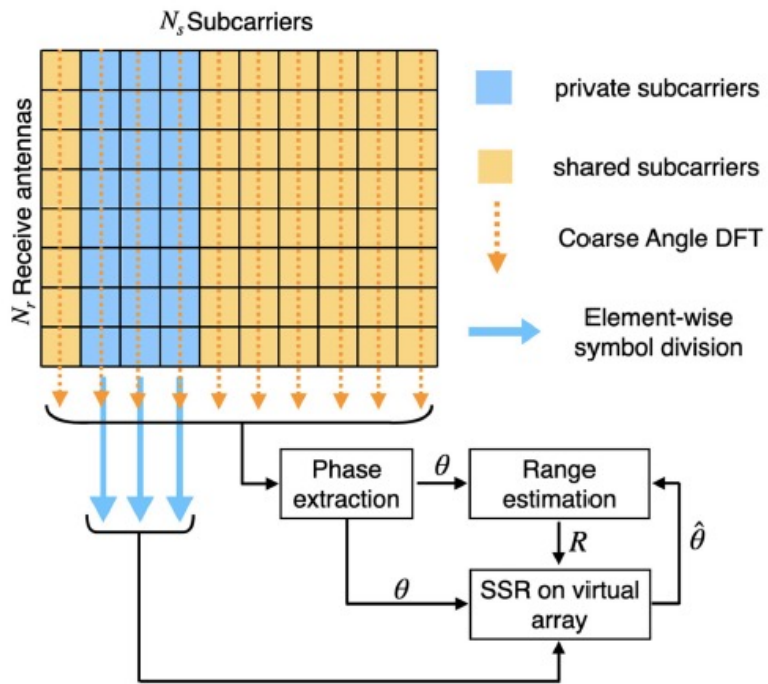 N_s Subcarriers
N_r Receive antennas
private subcarriers
shared subcarriers
Coarse Angle DFT
Element-wise
symbol division
Phase
extraction
θ
Range
estimation
R
θ̂
θ
SSR on virtual
array